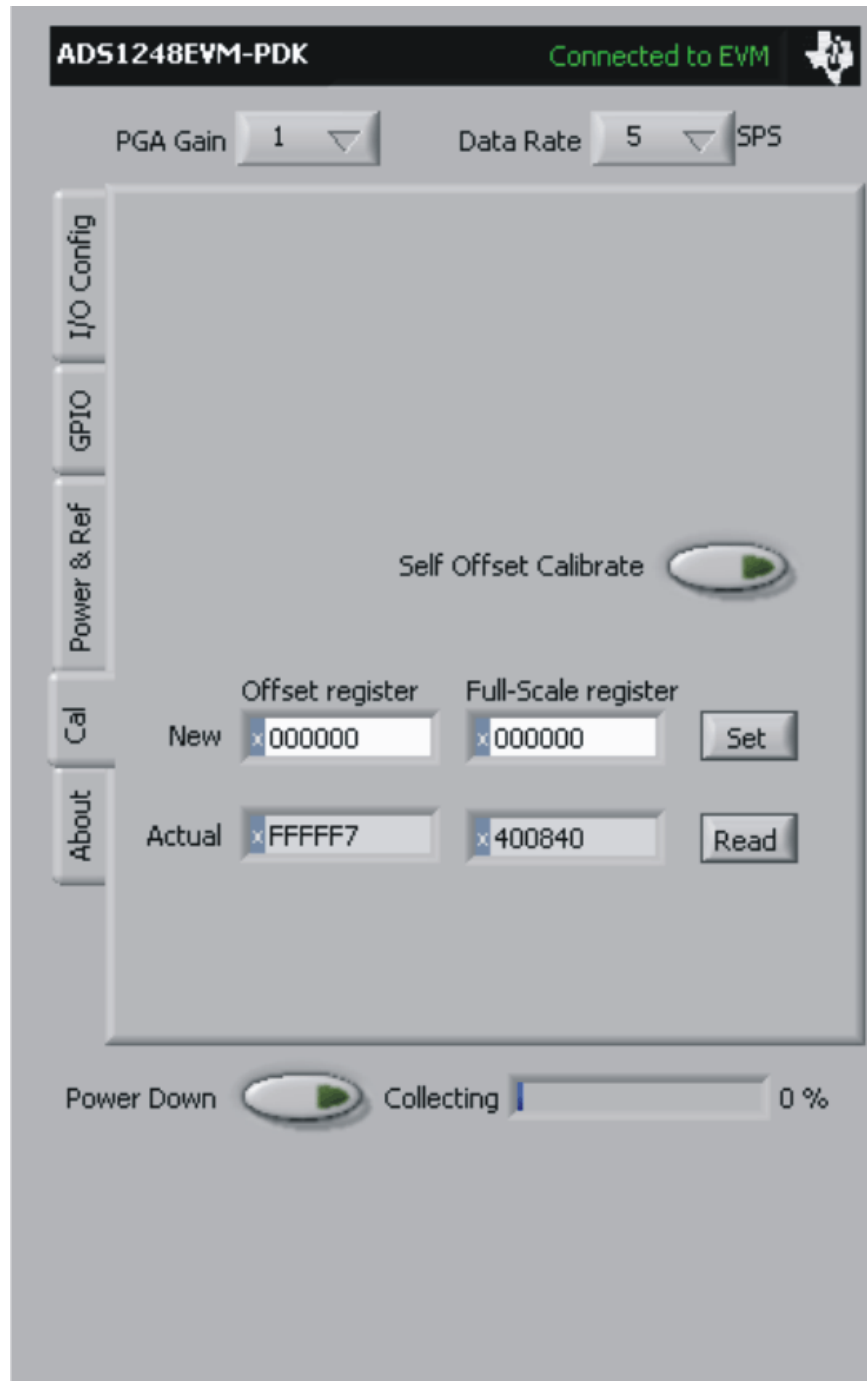 ADS1248EVM-PDK Connected to EVM
PGA Gain 1 Data Rate 5 SPS
I/O Config
GPIO
Power & Ref
Cal
About
Self Offset Calibrate
Offset register Full-Scale register
New x000000 x000000 Set
Actual xFFFFF7 x400840 Read
Power Down Collecting 0 %